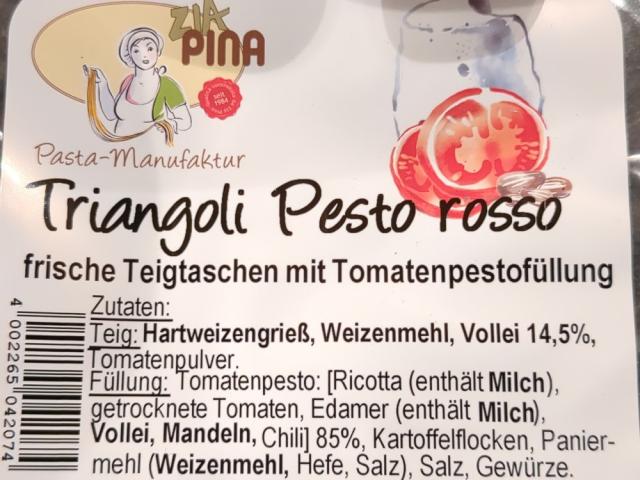 ZIA
PINA
seit
1984
Pasta-Manufaktur
Triangoli Pesto rosso
frische Teigtaschen mit Tomatenpestofüllung
Zutaten:
Teig: Hartweizengrieß, Weizenmehl, Vollei 14,5%,
Tomatenpulver.
Füllung: Tomatenpesto: [Ricotta (enthält Milch),
getrocknete Tomaten, Edamer (enthält Milch),
Vollei, Mandeln, Chili] 85%, Kartoffelflocken, Panier-
mehl (Weizenmehl, Hefe, Salz), Salz, Gewürze.
4 002265 042074